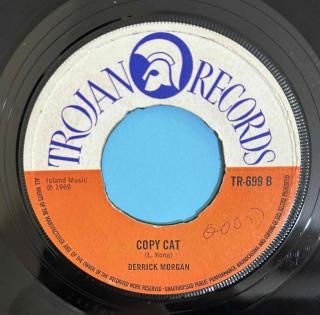 TROJAN RECORDS
Island Music
℗ 1969
TR-699 B
COPY CAT
(L. Kong)
DERRICK MORGAN
ALL RIGHTS OF THE MANUFACTURER AND OF THE OWNER OF THE RECORDED WORK RESERVED - UNAUTHORISED PUBLIC PERFORMANCE BROADCASTING AND COPYING OF THIS RECORD PROHIBITED